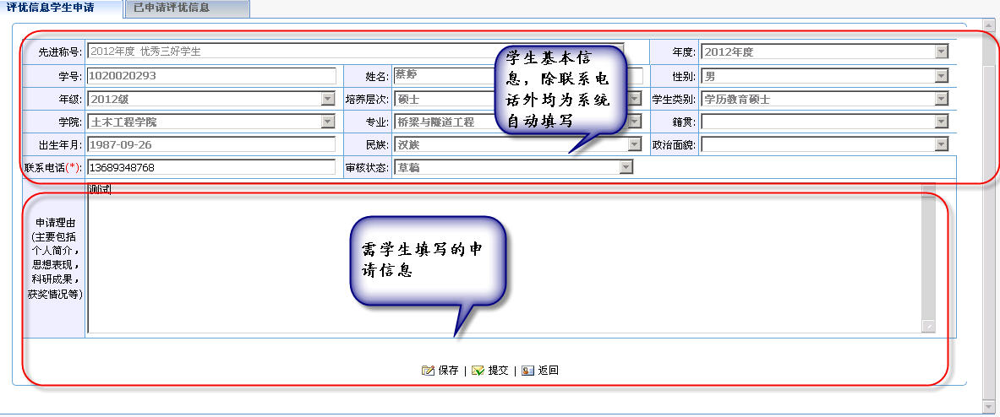 评优信息学生申请 已申请评优信息
先进称号: 2012年度 优秀三好学生 年度: 2012年度
学号: 1020020293 姓名: 蔡婷 性别: 男
年级: 2012级 培养层次: 硕士 学生类别: 学历教育硕士
学院: 土木工程学院 专业: 桥梁与隧道工程 籍贯:
出生年月: 1987-09-26 民族: 汉族 政治面貌:
联系电话(*): 13689348768 审核状态: 草稿
学生基本信
息，除联系电
话外均为系统
自动填写
测试
申请理由
(主要包括
个人简介，
思想表现，
科研成果，
获奖情况等)
需学生填写的申
请信息
保存 | 提交 | 返回